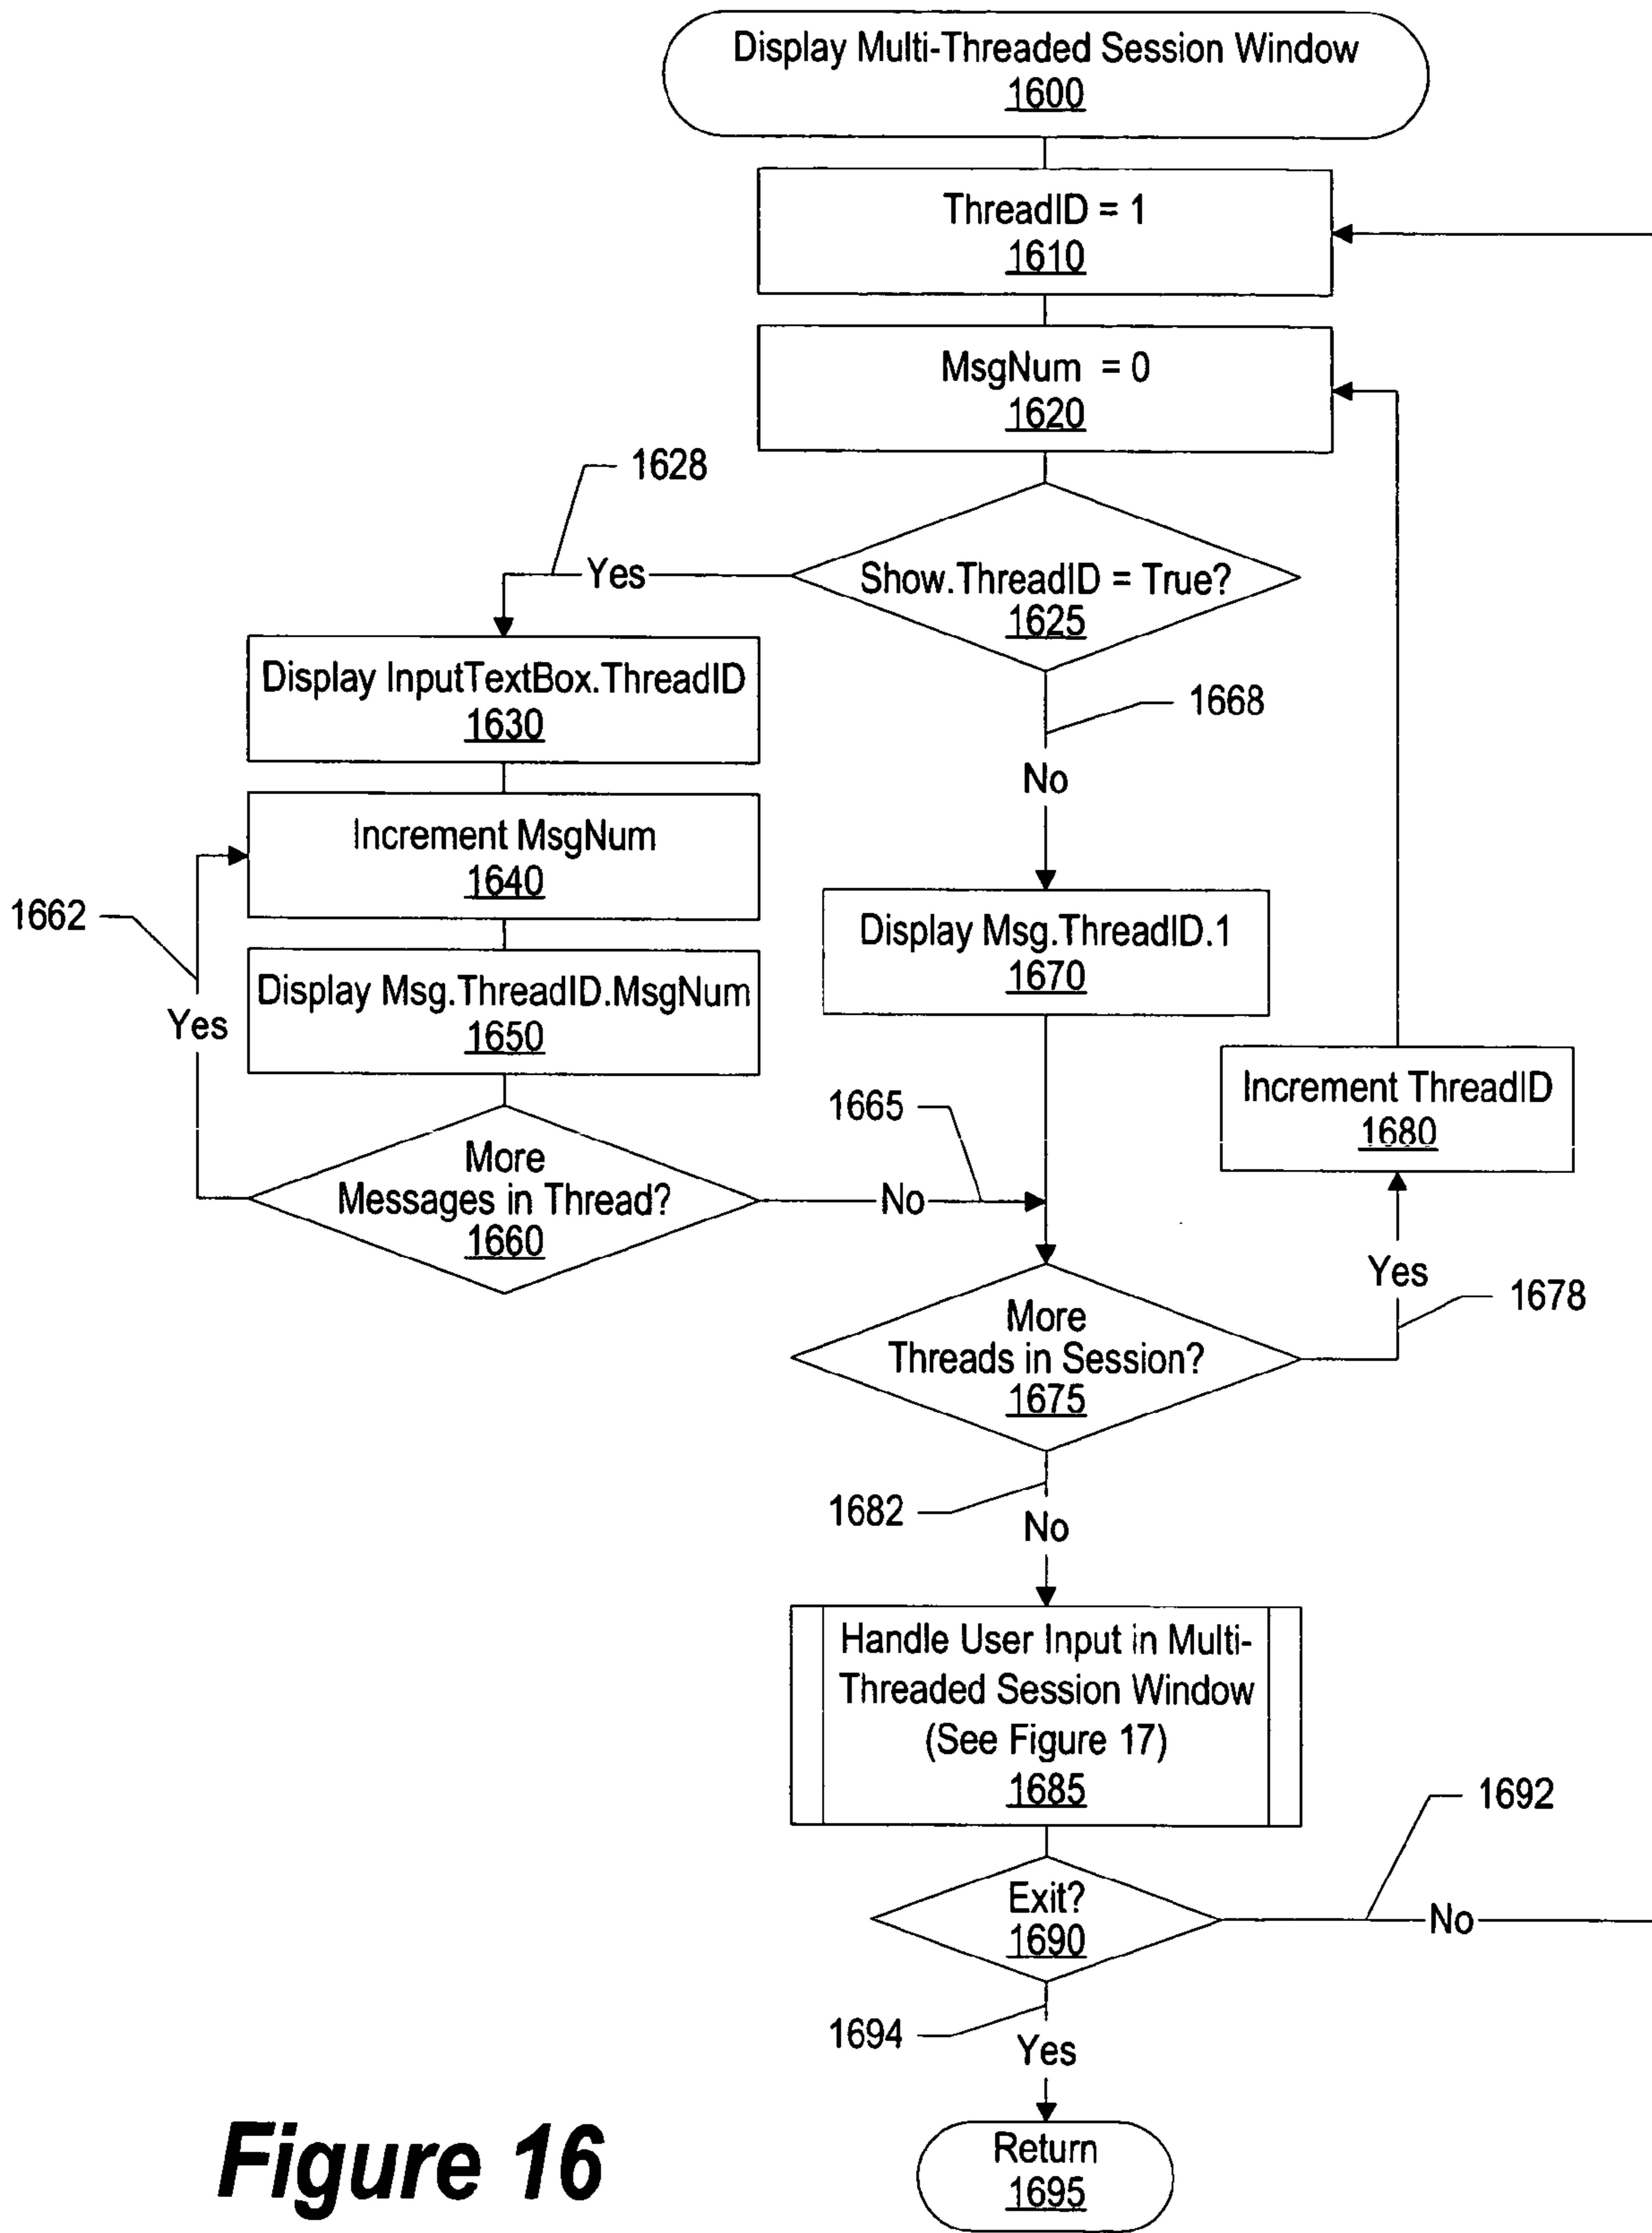 Display Multi-Threaded Session Window
1600
ThreadID = 1
1610
MsgNum = 0
1620
1628
Yes
Show.ThreadID = True?
1625
Display InputTextBox.ThreadID
1630
1668
No
Increment MsgNum
1640
1662
Yes
Display Msg.ThreadID.1
1670
Display Msg.ThreadID.MsgNum
1650
Increment ThreadID
1680
1665
More
Messages in Thread?
1660
No
Yes
1678
More
Threads in Session?
1675
1682
No
Handle User Input in Multi-
Threaded Session Window
(See Figure 17)
1685
1692
Exit?
1690
No
1694
Yes
Return
1695
Figure 16